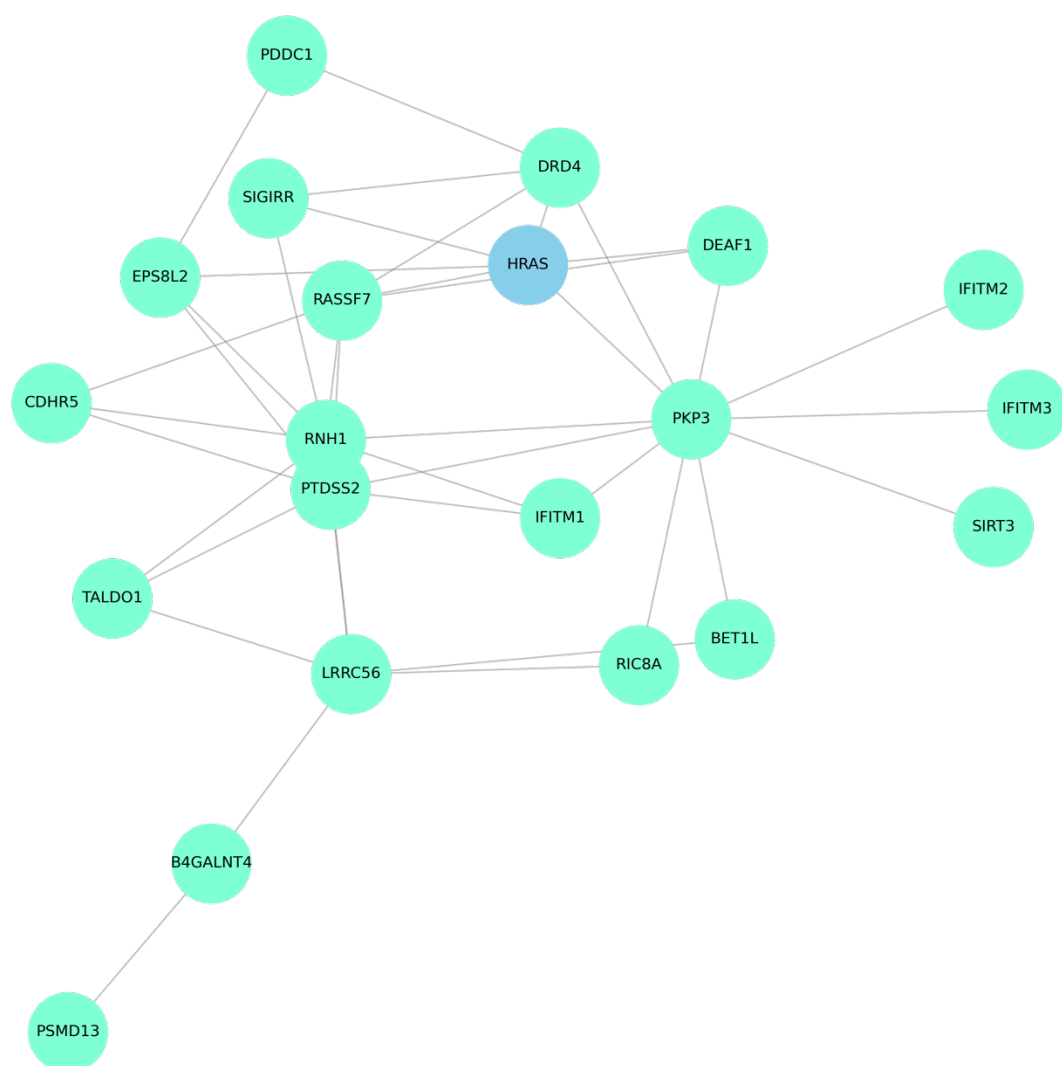 PDDC1
DRD4
SIGIRR
DEAF1
HRAS
EPS8L2
IFITM2
RASSF7
CDHR5
IFITM3
PKP3
RNH1
PTDSS2
IFITM1
SIRT3
TALDO1
BET1L
RIC8A
LRRC56
B4GALNT4
PSMD13